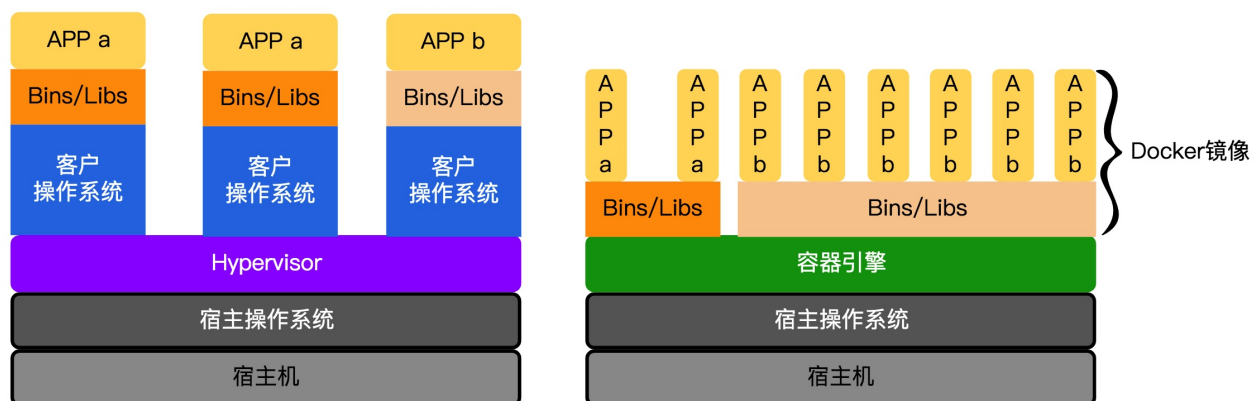 APP a
APP a
APP b
Bins/Libs
Bins/Libs
Bins/Libs
客户
操作系统
客户
操作系统
客户
操作系统
Hypervisor
宿主操作系统
宿主机
APPa
APPa
APPb
APPb
APPb
APPb
APPb
APPb
Docker镜像
Bins/Libs
Bins/Libs
容器引擎
宿主操作系统
宿主机